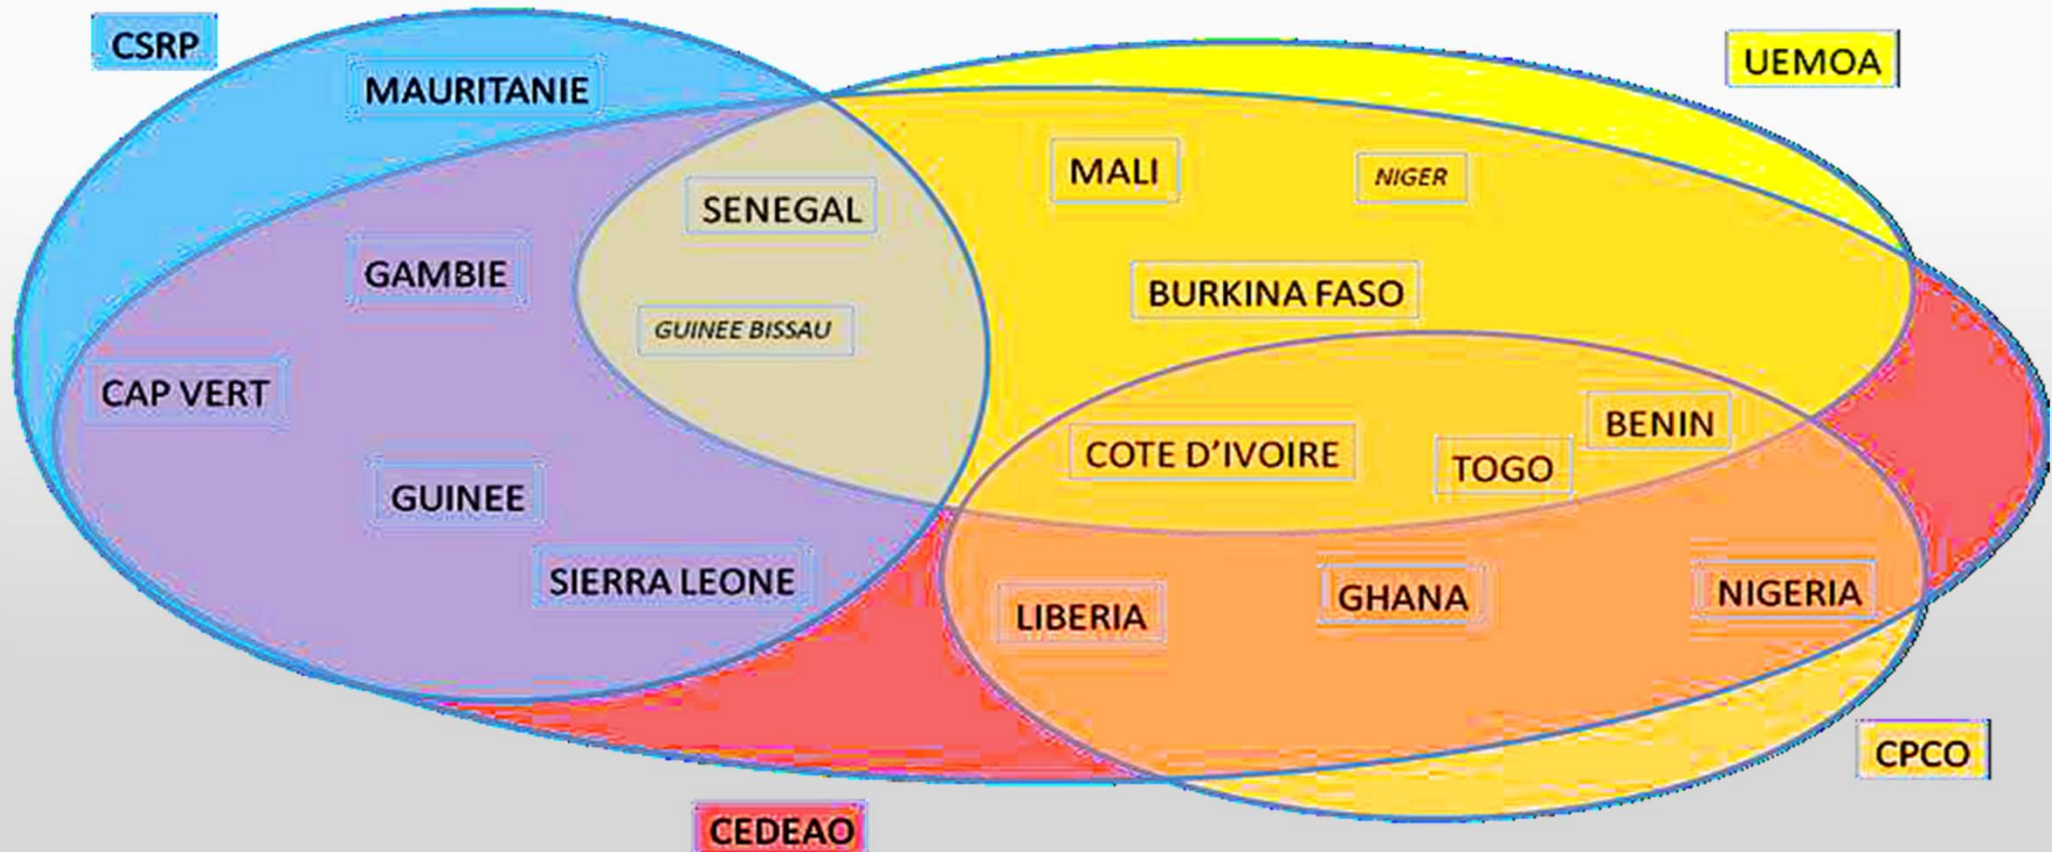 CSRP
UEMOA
MAURITANIE
MALI
NIGER
SENEGAL
GAMBIE
BURKINA FASO
GUINEE BISSAU
CAP VERT
BENIN
COTE D'IVOIRE
TOGO
GUINEE
SIERRA LEONE
LIBERIA
GHANA
NIGERIA
CPCO
CEDEAO